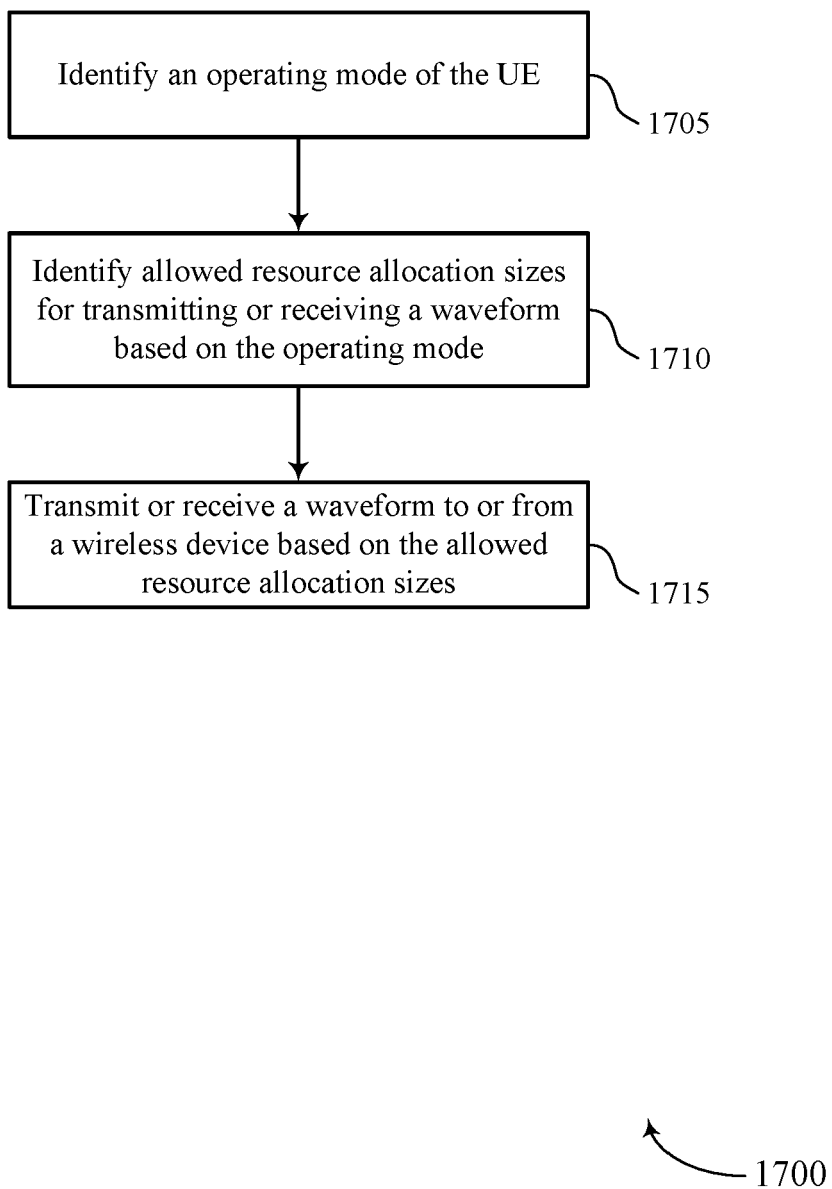 Identify an operating mode of the UE
1705
Identify allowed resource allocation sizes
for transmitting or receiving a waveform
based on the operating mode
1710
Transmit or receive a waveform to or from
a wireless device based on the allowed
resource allocation sizes
1715
1700